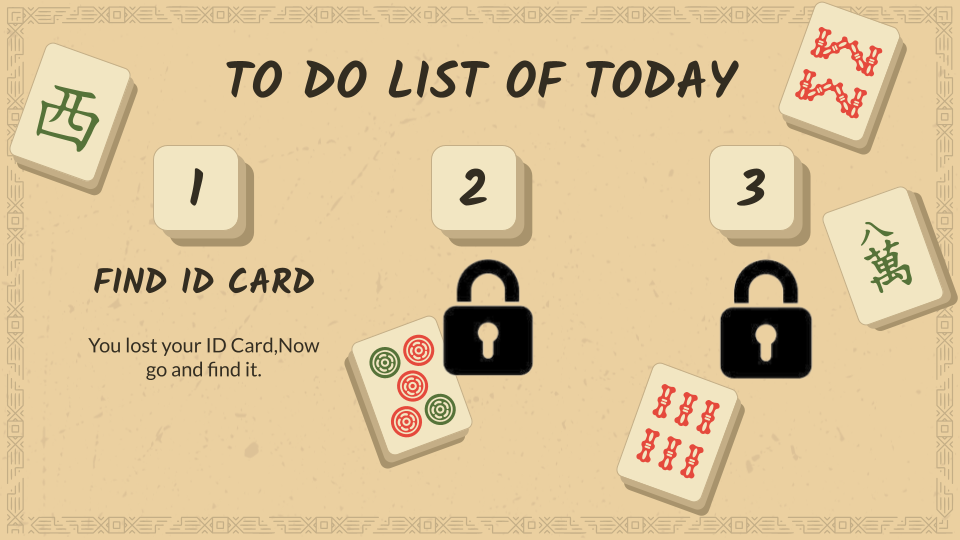 TO DO LIST OF TODAY
西
1
2
3
八
萬
FIND ID CARD
You lost your ID Card,Now
go and find it.